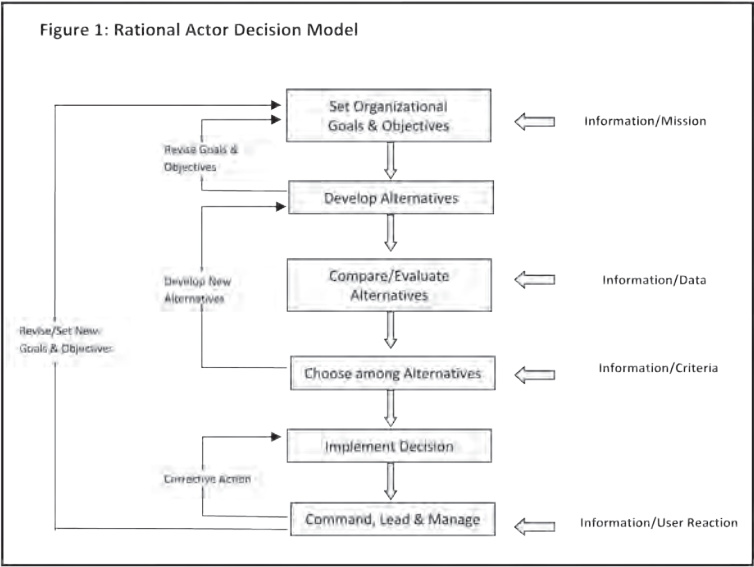 Figure 1: Rational Actor Decision Model
Set Organizational
Goals & Objectives
Information/Mission
Revise Goals &
Objectives
Develop Alternatives
Compare/Evaluate
Alternatives
Information/Data
Develop New
Alternatives
Revise/Set New
Goals & Objectives
Choose among Alternatives
Information/Criteria
Implement Decision
Corrective Action
Command, Lead & Manage
Information/User Reaction